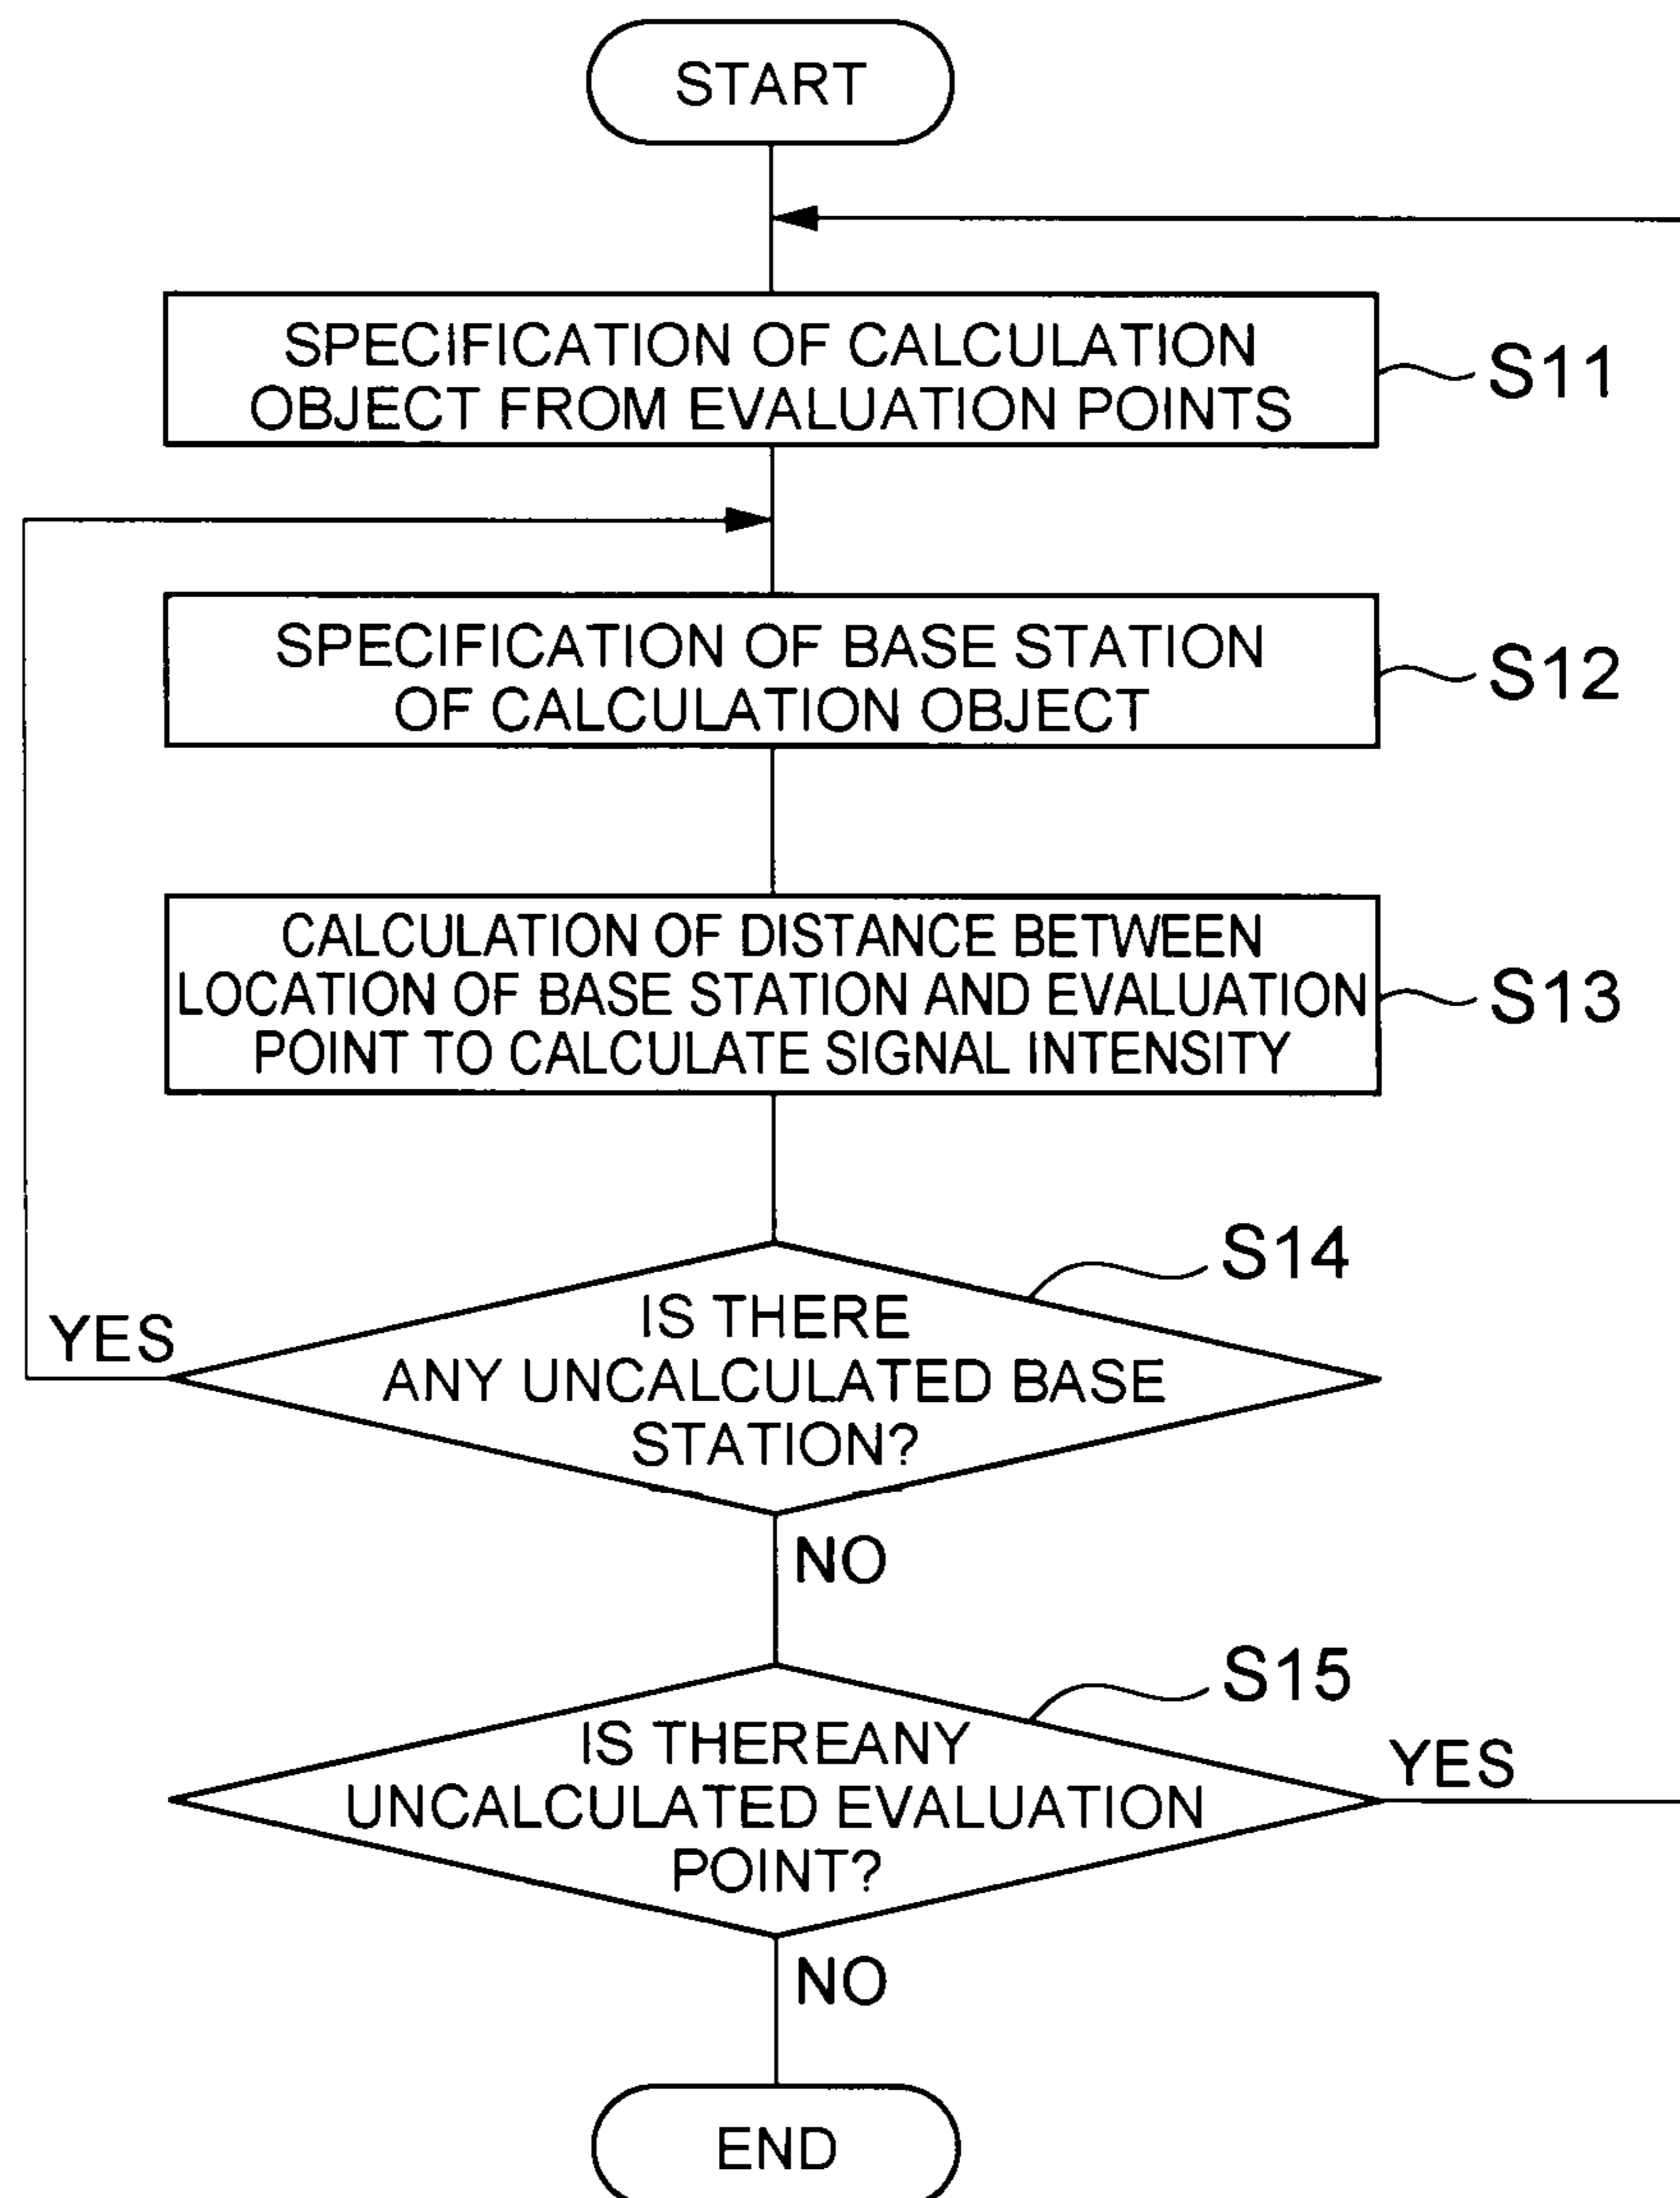 START
SPECIFICATION OF CALCULATION
OBJECT FROM EVALUATION POINTS
S11
SPECIFICATION OF BASE STATION
OF CALCULATION OBJECT
S12
CALCULATION OF DISTANCE BETWEEN
LOCATION OF BASE STATION AND EVALUATION
POINT TO CALCULATE SIGNAL INTENSITY
S13
S14
IS THERE
ANY UNCALCULATED BASE
STATION?
YES
NO
S15
IS THEREANY
UNCALCULATED EVALUATION
POINT?
YES
NO
END